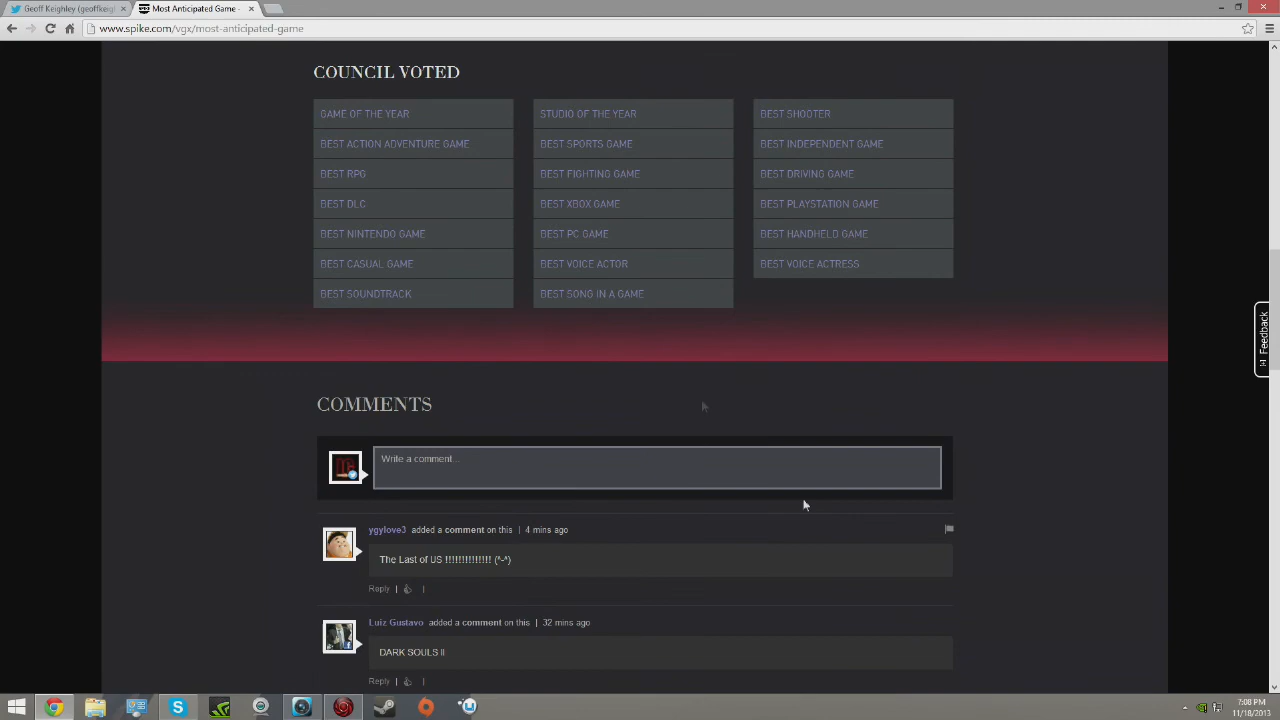 Geoff Keighley (geoffkeigh
Most Anticipated Game -
www.spike.com/vgx/most-anticipated-game
COUNCIL VOTED
GAME OF THE YEAR
STUDIO OF THE YEAR
BEST SHOOTER
BEST ACTION ADVENTURE GAME
BEST SPORTS GAME
BEST INDEPENDENT GAME
BEST RPG
BEST FIGHTING GAME
BEST DRIVING GAME
BEST DLC
BEST XBOX GAME
BEST PLAYSTATION GAME
BEST NINTENDO GAME
BEST PC GAME
BEST HANDHELD GAME
BEST CASUAL GAME
BEST VOICE ACTOR
BEST VOICE ACTRESS
BEST SOUNDTRACK
BEST SONG IN A GAME
Feedback
COMMENTS
Write a comment...
ygylove3 added a comment on this | 4 mins ago
The Last of US !!!!!!!!!!!!!! (^-^)
Reply |
Luiz Gustavo added a comment on this | 32 mins ago
DARK SOULS II
Reply |
7:08 PM
11/18/2013